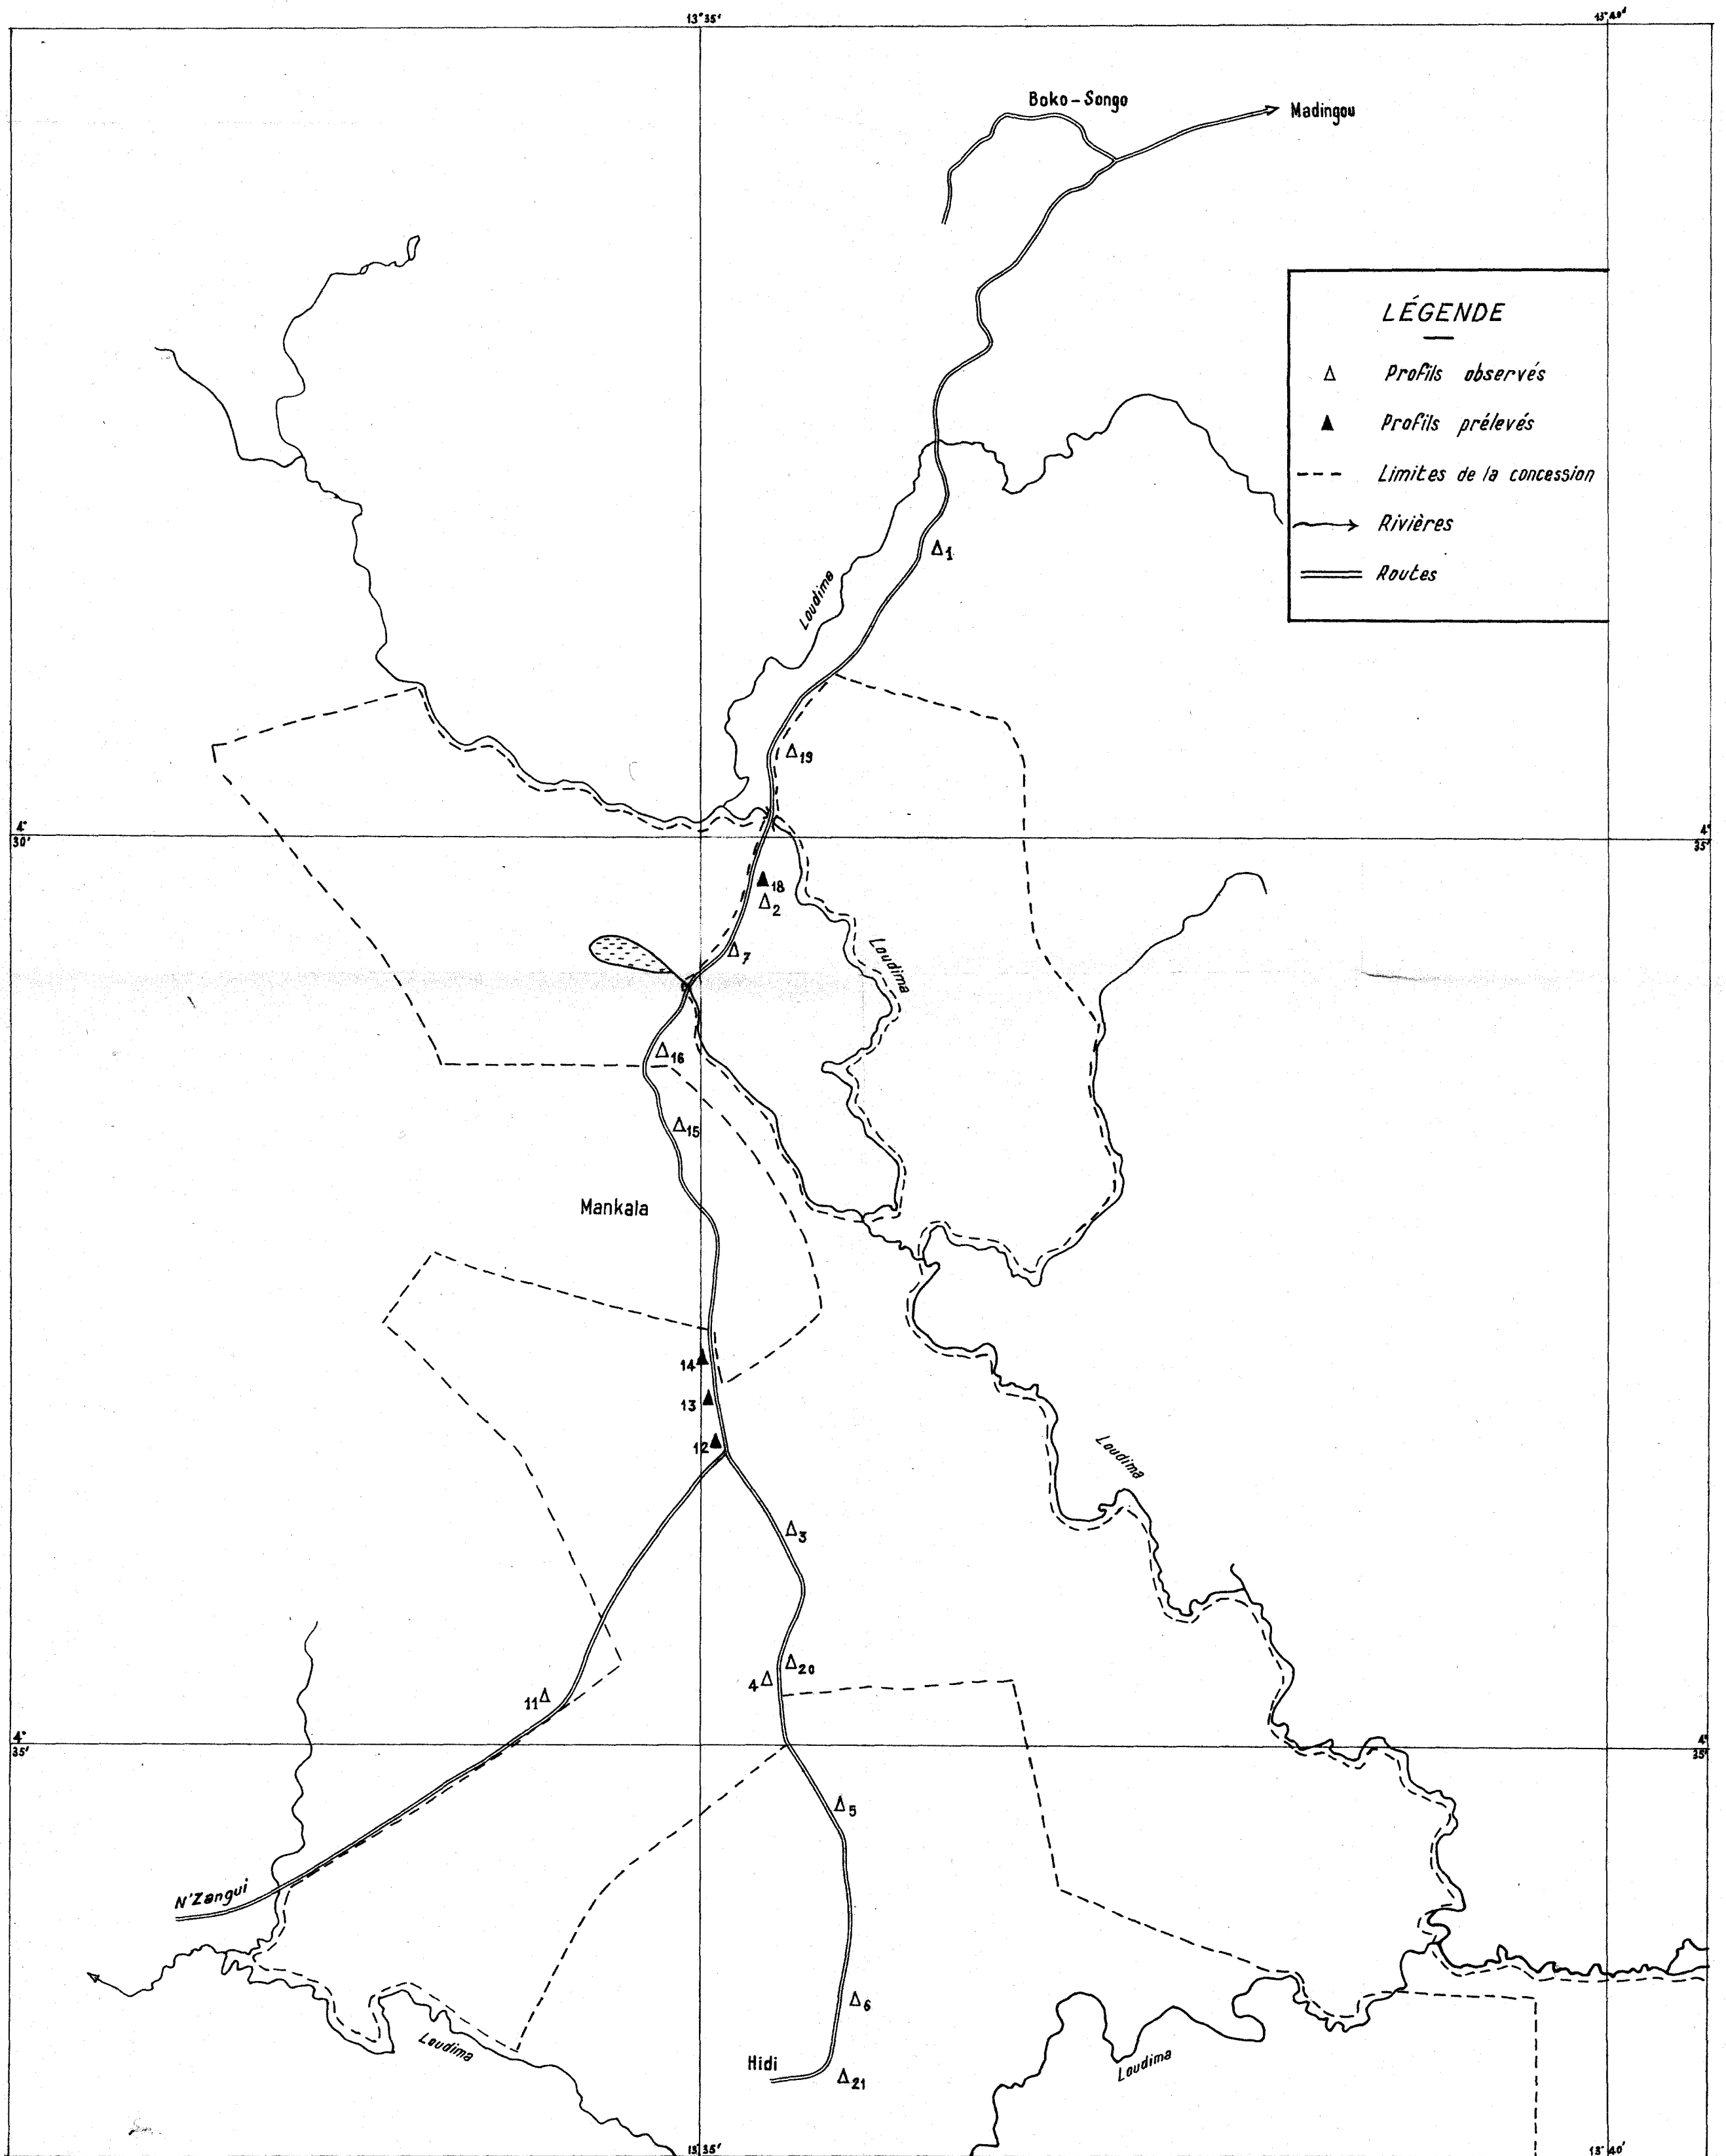 13°35'
13°40'
Boko-Songo
Madingou
LÉGENDE
Profils observés
Profils prélevés
Limites de la concession
Rivières
Routes
1
Loudima
19
4°
30'
4°
35'
18
2
7
Loudima
16
15
Mankala
14
13
12
Loudima
3
20
4
11
4°
35'
4°
35'
5
N'Zangui
6
Loudima
Hidi
21
Loudima
13°35'
13°40'